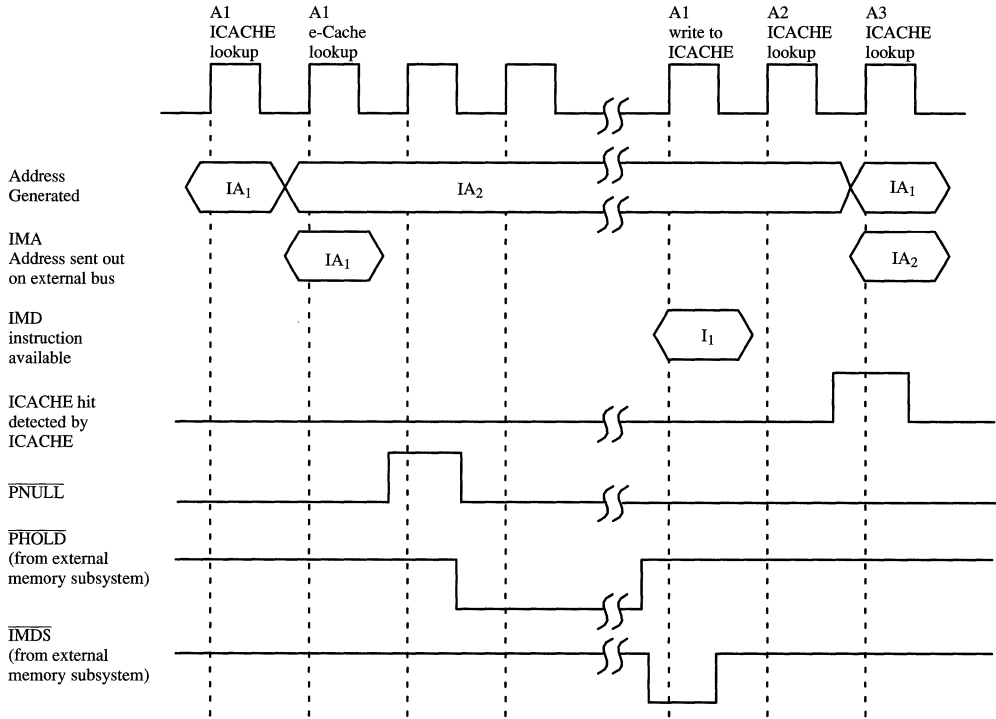 A1
ICACHE
lookup
A1
e-Cache
lookup
A1
write to
ICACHE
A2
ICACHE
lookup
A3
ICACHE
lookup
Address
Generated
IA₁
IA₂
IA₁
IMA
Address sent out
on external bus
IA₁
IA₂
IMD
instruction
available
I₁
ICACHE hit
detected by
ICACHE
PNULL
PHOLD
(from external
memory subsystem)
IMDS
(from external
memory subsystem)